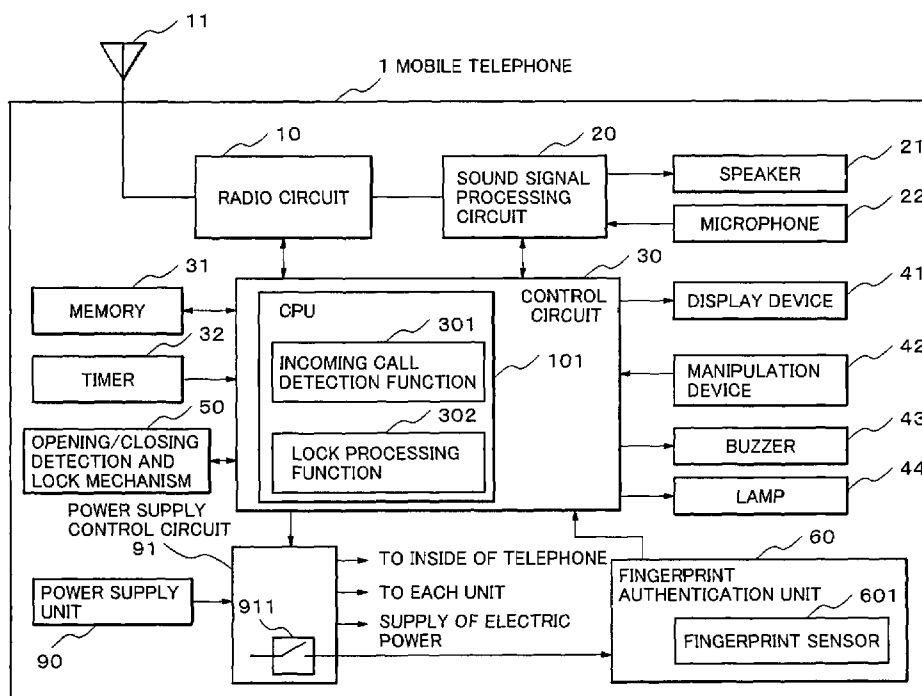 11
1 MOBILE TELEPHONE
10
RADIO CIRCUIT
20
SOUND SIGNAL
PROCESSING
CIRCUIT
21
SPEAKER
22
MICROPHONE
31
MEMORY
32
TIMER
50
OPENING/CLOSING
DETECTION AND
LOCK MECHANISM
30
CONTROL
CIRCUIT
CPU
301
INCOMING CALL
DETECTION FUNCTION
101
302
LOCK PROCESSING
FUNCTION
41
DISPLAY DEVICE
42
MANIPULATION
DEVICE
43
BUZZER
44
LAMP
POWER SUPPLY
CONTROL CIRCUIT
91
POWER SUPPLY
UNIT
90
911
TO INSIDE OF TELEPHONE
TO EACH UNIT
SUPPLY OF ELECTRIC
POWER
60
FINGERPRINT
AUTHENTICATION UNIT
601
FINGERPRINT SENSOR